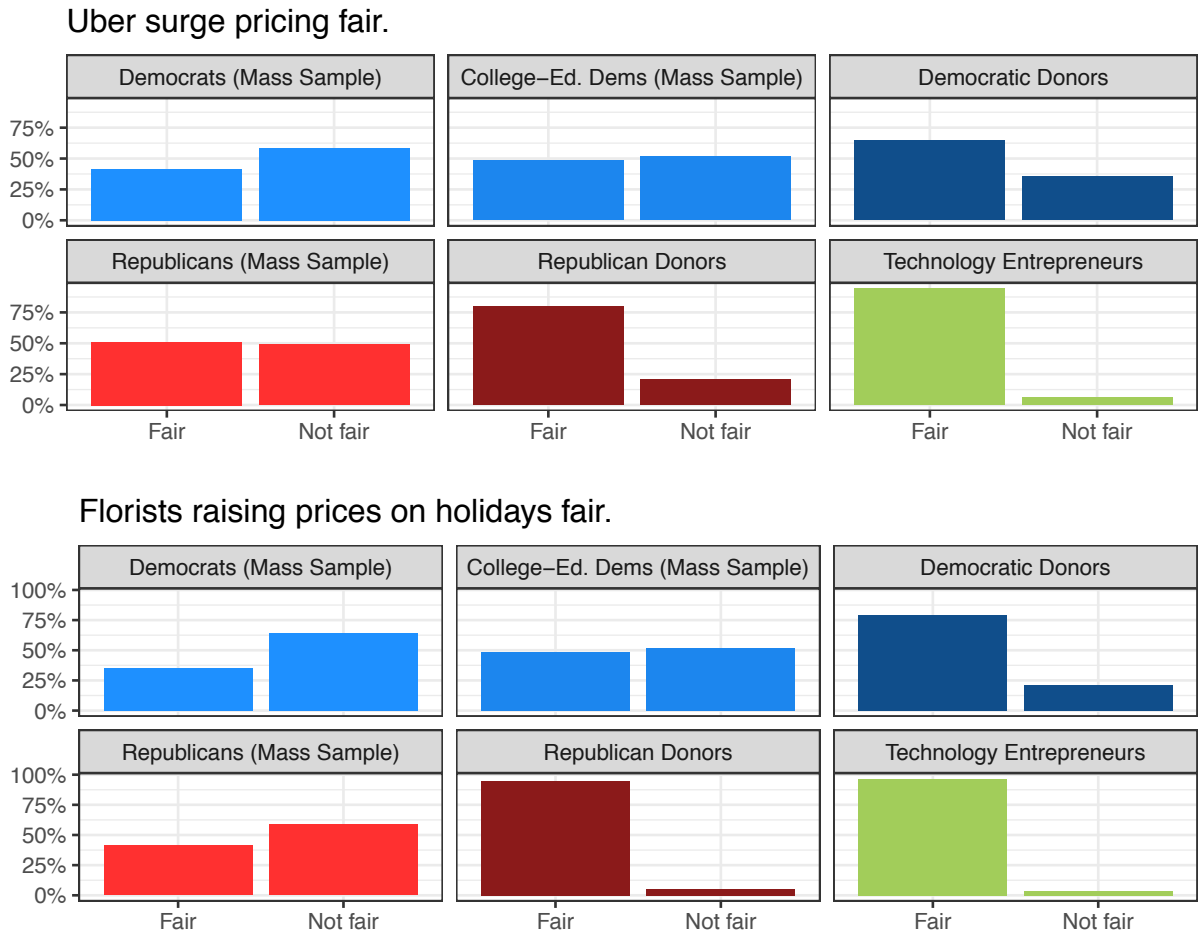 Uber surge pricing fair.
Democrats (Mass Sample) College−Ed. Dems (Mass Sample) Democratic Donors
75%
50%
25%
0%
Republicans (Mass Sample) Republican Donors Technology Entrepreneurs
75%
50%
25%
0%
Fair Not fair Fair Not fair Fair Not fair
Florists raising prices on holidays fair.
Democrats (Mass Sample) College−Ed. Dems (Mass Sample) Democratic Donors
100%
75%
50%
25%
0%
Republicans (Mass Sample) Republican Donors Technology Entrepreneurs
100%
75%
50%
25%
0%
Fair Not fair Fair Not fair Fair Not fair